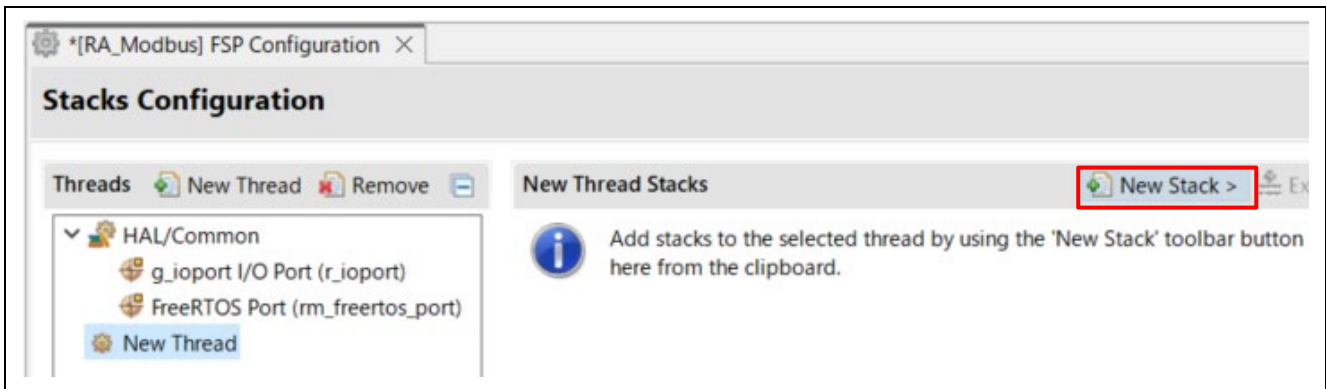 *[RA_Modbus] FSP Configuration
Stacks Configuration
Threads New Thread Remove
HAL/Common
g_ioport I/O Port (r_ioport)
FreeRTOS Port (rm_freertos_port)
New Thread
New Thread Stacks New Stack >
Add stacks to the selected thread by using the 'New Stack' toolbar button
here from the clipboard.